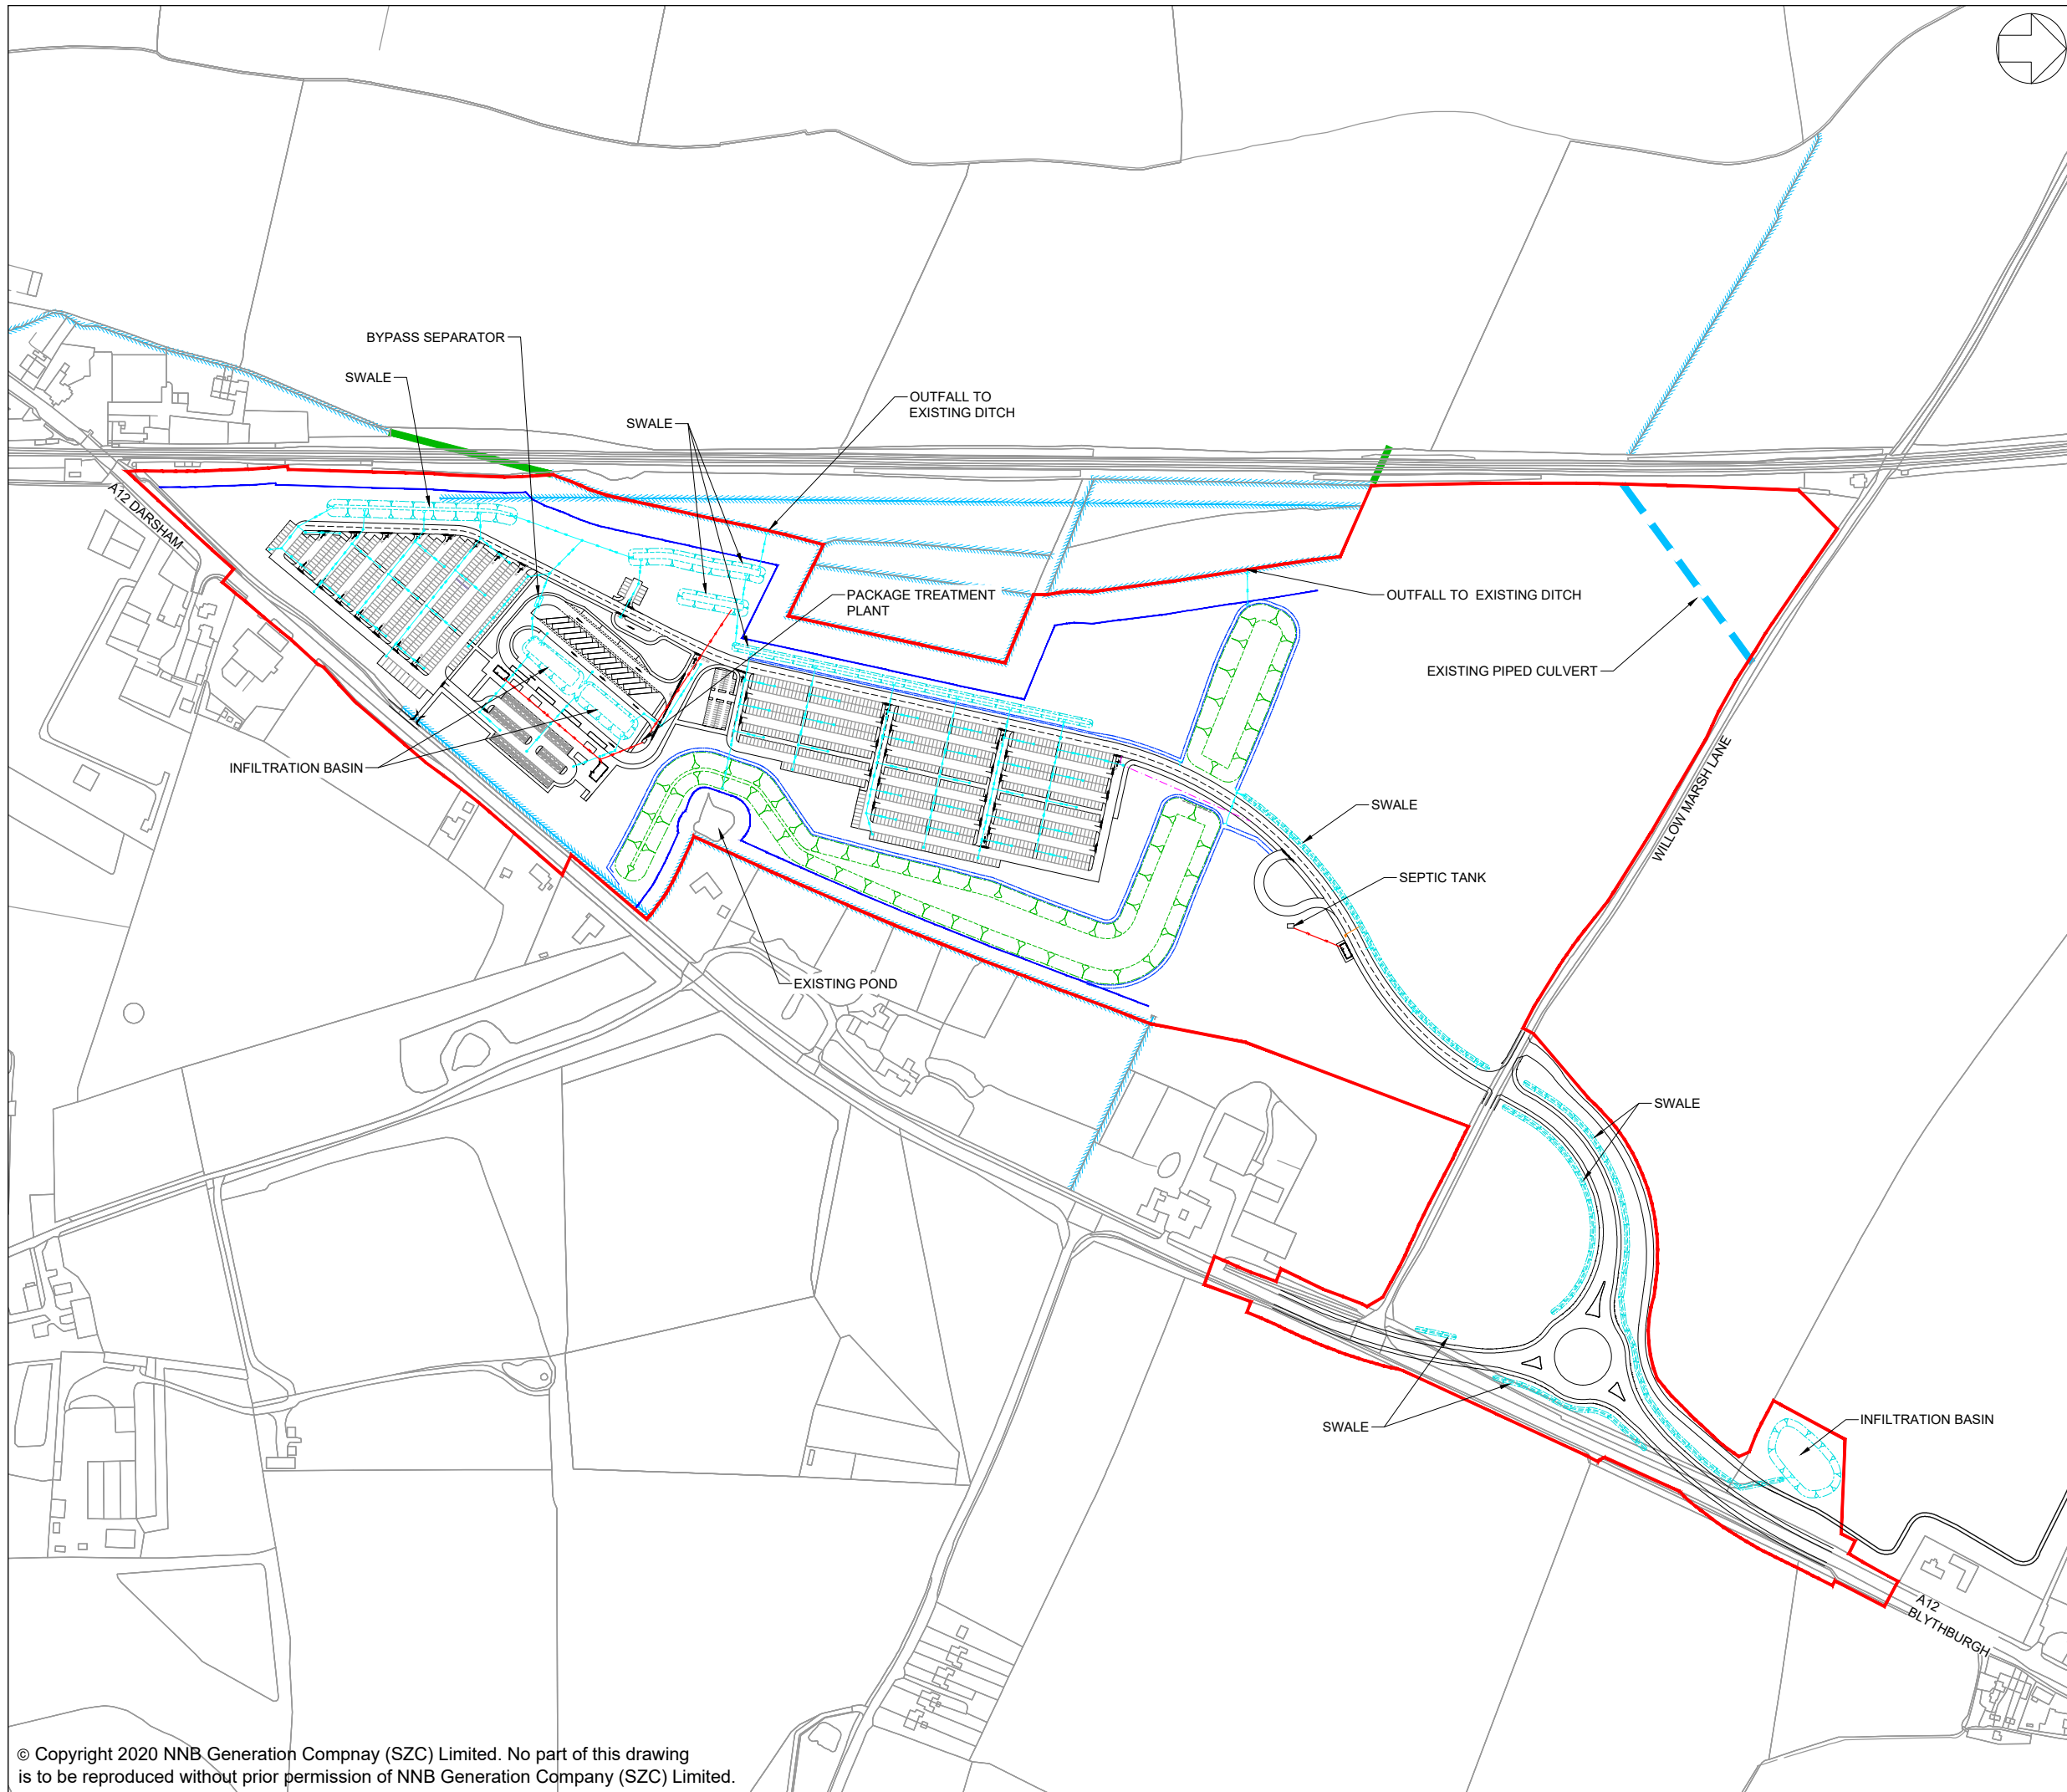 BYPASS SEPARATOR
SWALE
OUTFALL TO
EXISTING DITCH
SWALE
A12 DARSHAM
PACKAGE TREATMENT
PLANT
OUTFALL TO EXISTING DITCH
EXISTING PIPED CULVERT
INFILTRATION BASIN
WILLOW MARSH LANE
SWALE
SEPTIC TANK
EXISTING POND
SWALE
SWALE
INFILTRATION BASIN
A12
BLYTHBURGH
© Copyright 2020 NNB Generation Compnay (SZC) Limited. No part of this drawing
is to be reproduced without prior permission of NNB Generation Company (SZC) Limited.